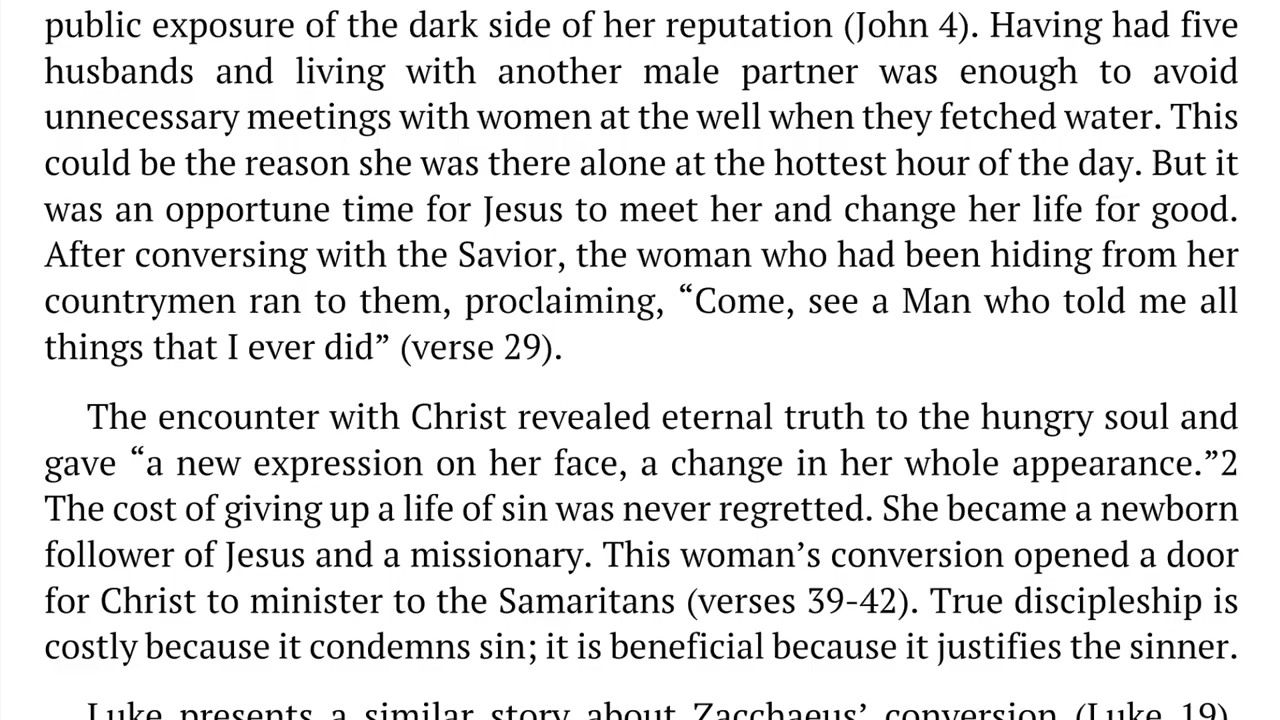 public exposure of the dark side of her reputation (John 4). Having had five
husbands and living with another male partner was enough to avoid
unnecessary meetings with women at the well when they fetched water. This
could be the reason she was there alone at the hottest hour of the day. But it
was an opportune time for Jesus to meet her and change her life for good.
After conversing with the Savior, the woman who had been hiding from her
countrymen ran to them, proclaiming, “Come, see a Man who told me all
things that I ever did” (verse 29).
The encounter with Christ revealed eternal truth to the hungry soul and
gave “a new expression on her face, a change in her whole appearance.”2
The cost of giving up a life of sin was never regretted. She became a newborn
follower of Jesus and a missionary. This woman’s conversion opened a door
for Christ to minister to the Samaritans (verses 39-42). True discipleship is
costly because it condemns sin; it is beneficial because it justifies the sinner.
Luke presents a similar story about Zacchaeus’ conversion (Luke 19).